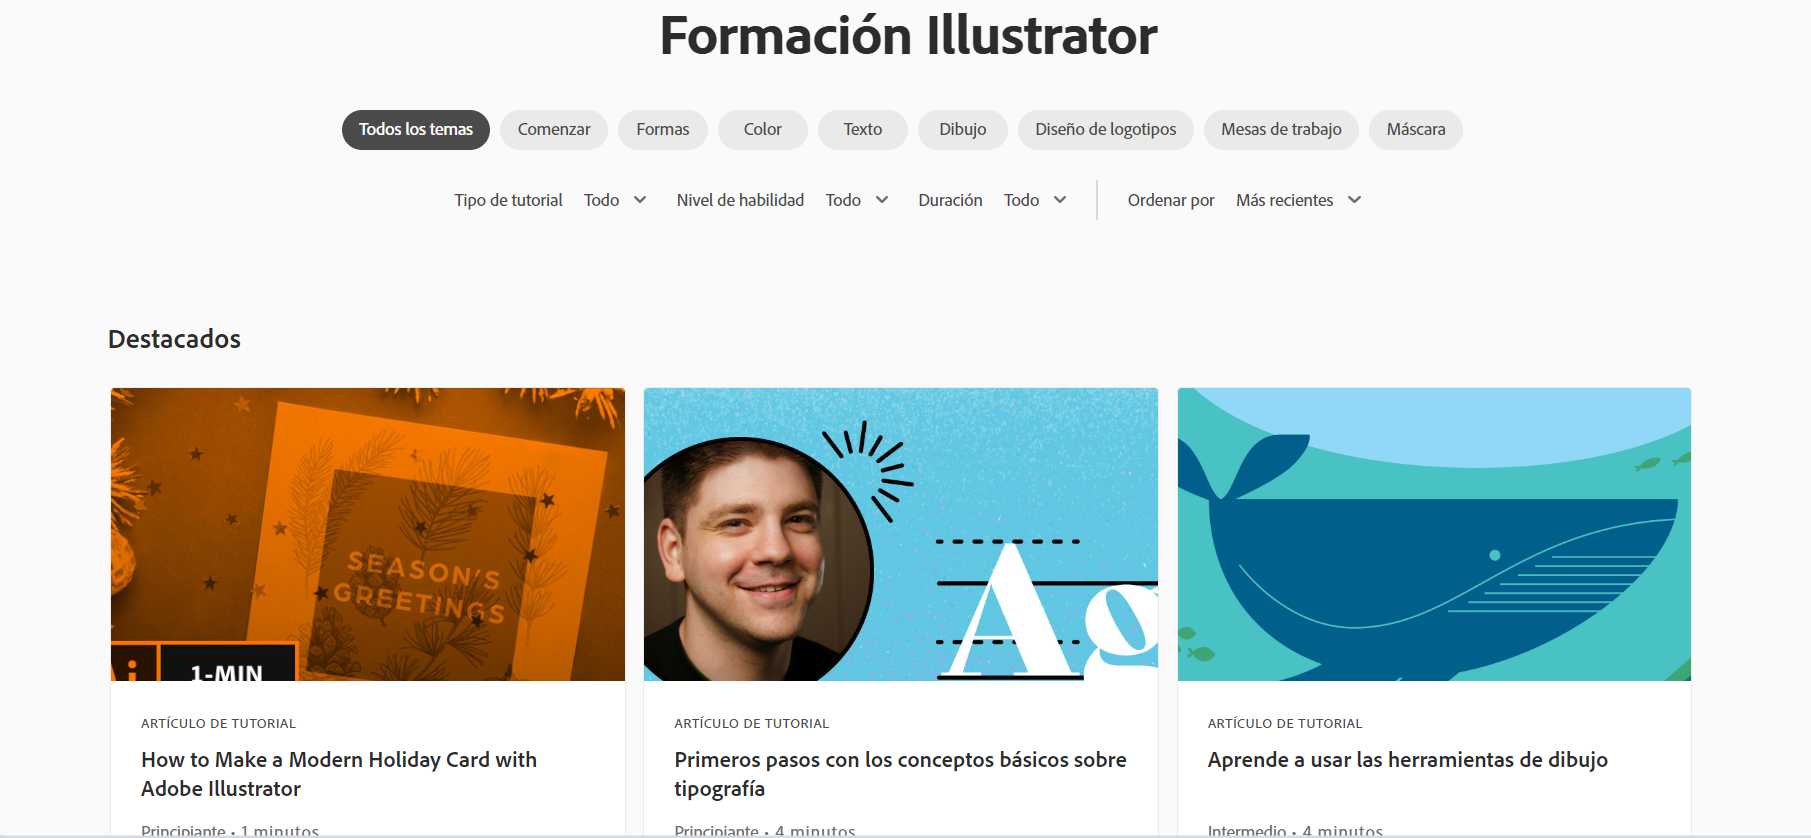 Formación Illustrator
Todos los temas Comenzar Formas Color Texto Dibujo Diseño de logotipos Mesas de trabajo Máscara
Tipo de tutorial Todo Nivel de habilidad Todo Duración Todo Ordenar por Más recientes
Destacados
SEASON'S
GREETINGS
i 1-MIN
Ag
ARTÍCULO DE TUTORIAL
How to Make a Modern Holiday Card with
Adobe Illustrator
Principiante • 1 minutos
ARTÍCULO DE TUTORIAL
Primeros pasos con los conceptos básicos sobre
tipografía
Principiante • 4 minutos
ARTÍCULO DE TUTORIAL
Aprende a usar las herramientas de dibujo
Intermedio • 4 minutos